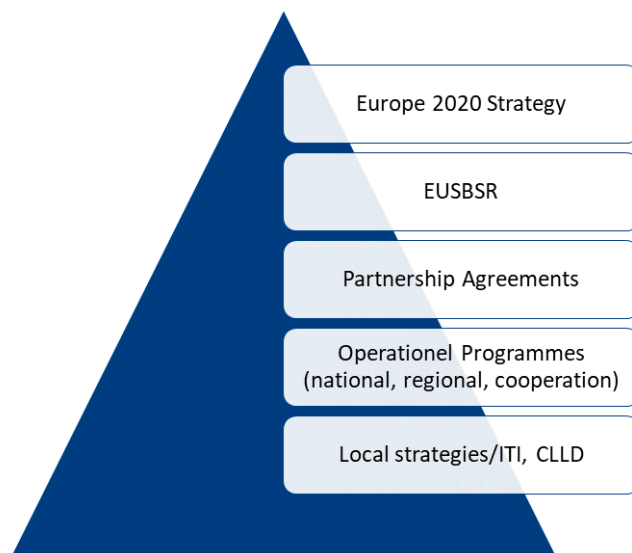 Europe 2020 Strategy
EUSBSR
Partnership Agreements
Operationel Programmes
(national, regional, cooperation)
Local strategies/ITI, CLLD